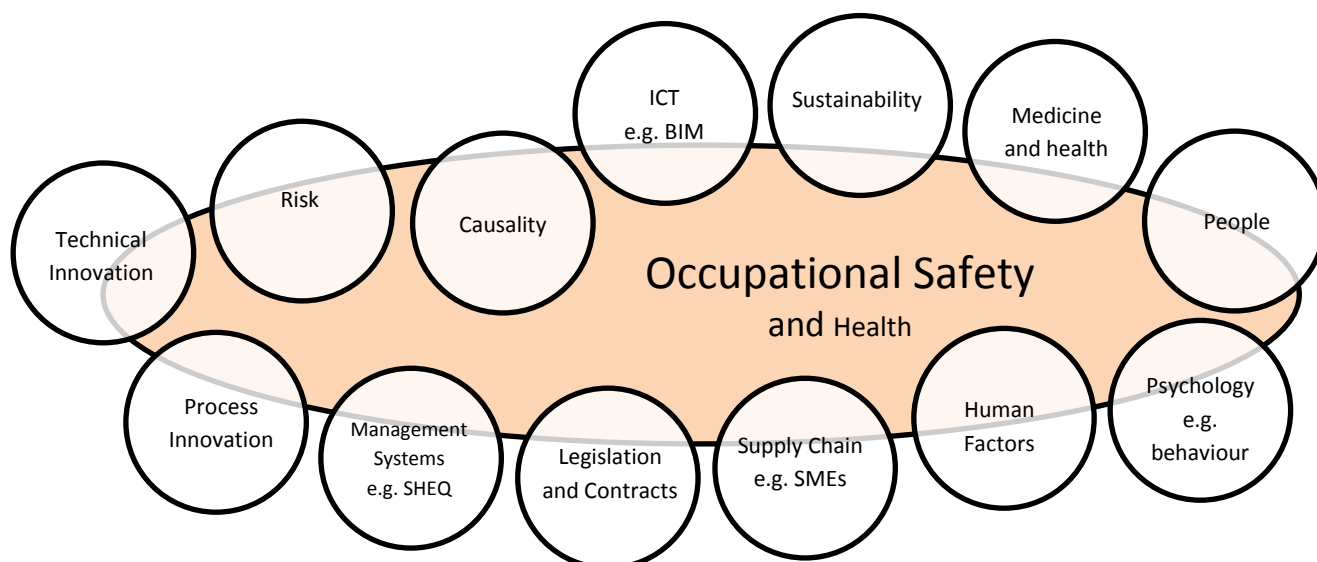 ICT
e.g. BIM
Sustainability
Medicine
and health
Risk
Causality
People
Technical
Innovation
Occupational Safety
and Health
Process
Innovation
Management
Systems
e.g. SHEQ
Legislation
and Contracts
Supply Chain
e.g. SMEs
Human
Factors
Psychology
e.g.
behaviour